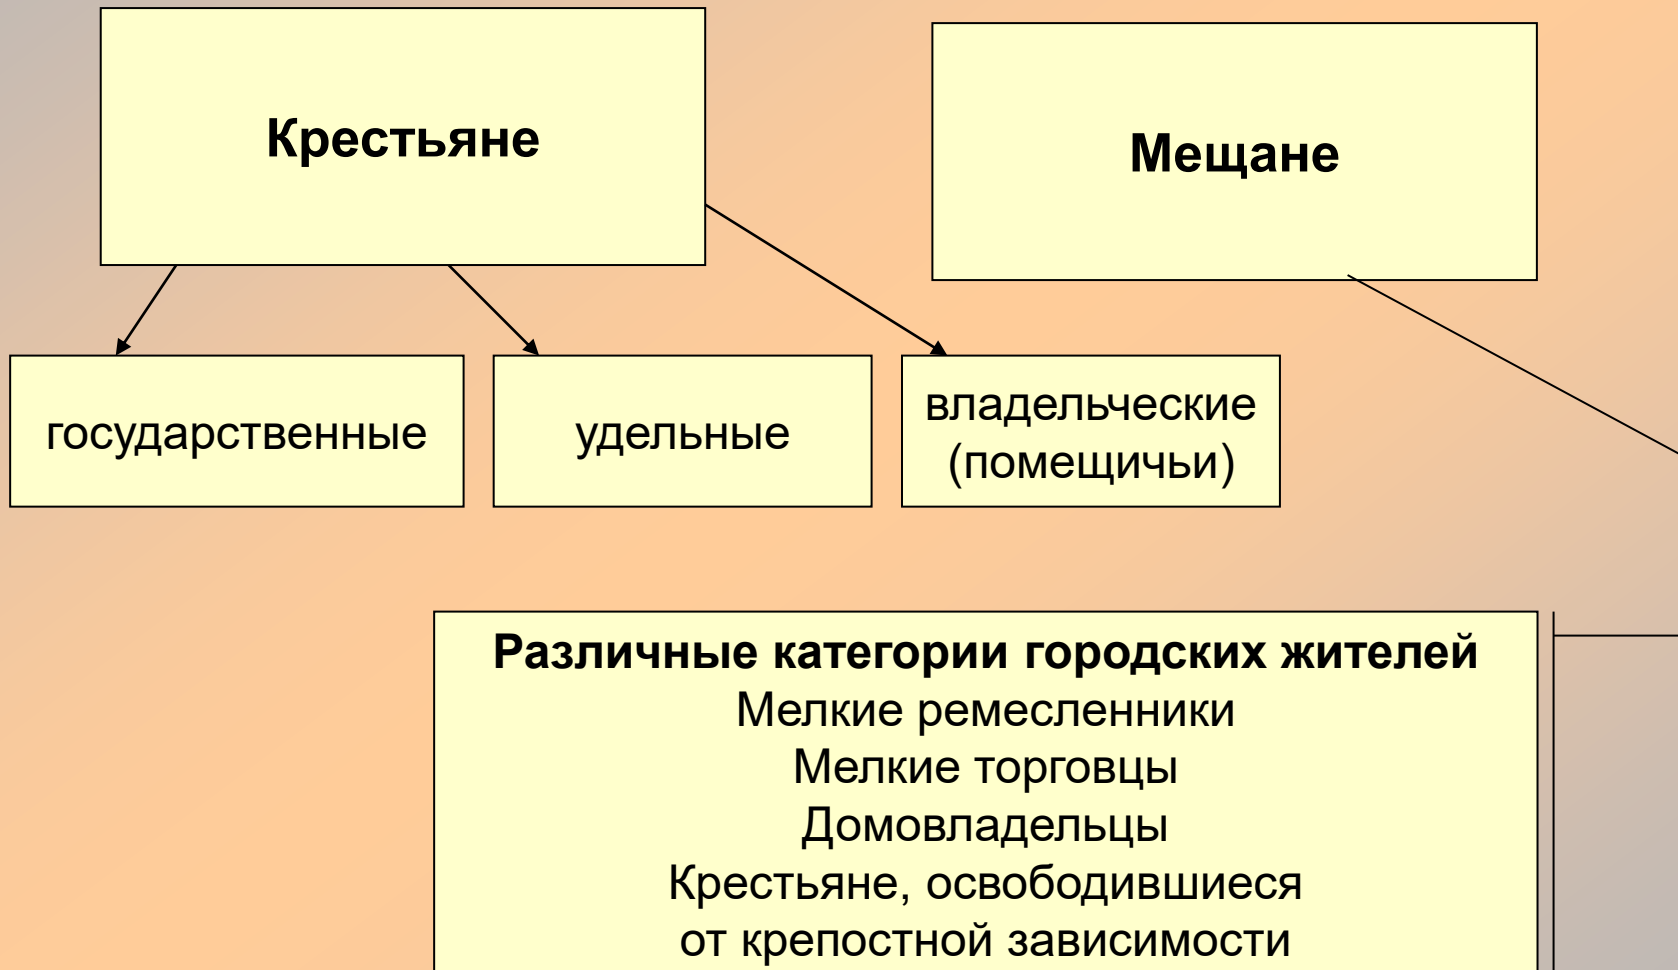 Крестьяне
Мещане
государственные
удельные
владельческие
(помещичьи)
Различные категории городских жителей
Мелкие ремесленники
Мелкие торговцы
Домовладельцы
Крестьяне, освободившиеся
от крепостной зависимости